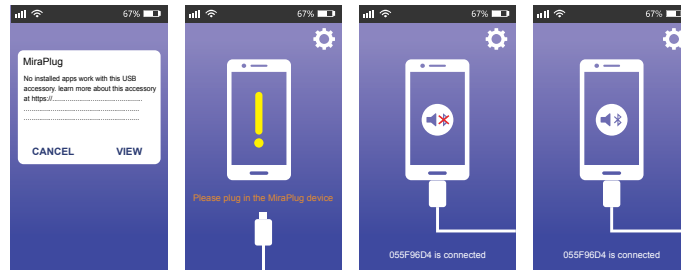 67%
MiraPlug
No installed apps work with this USB
accessory. learn more about this accessory
at https://..........................................
......................................................
......................................................
CANCEL VIEW
67%
Please plug in the MiraPlug device
67%
055F96D4 is connected
67%
055F96D4 is connected